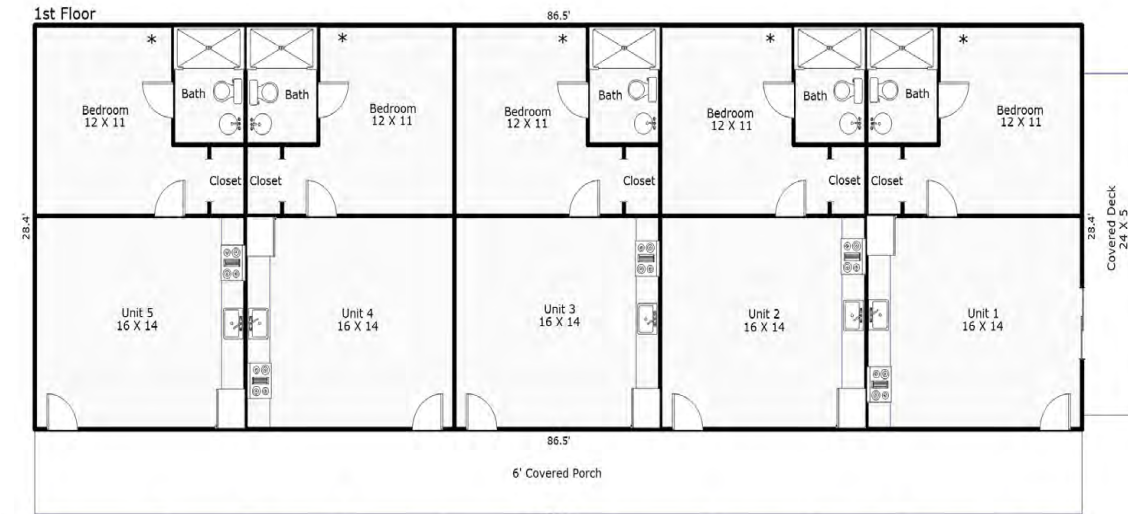 1st Floor
86.5'
*
*
*
*
*
Bath
Bath
Bath
Bath
Bath
Bedroom
12 X 11
Bedroom
12 X 11
Bedroom
12 X 11
Bedroom
12 X 11
Bedroom
12 X 11
Closet
Closet
Closet
Closet
Closet
28.4'
28.4'
Covered Deck
24 X 5
Unit 5
16 X 14
Unit 4
16 X 14
Unit 3
16 X 14
Unit 2
16 X 14
Unit 1
16 X 14
86.5'
6' Covered Porch